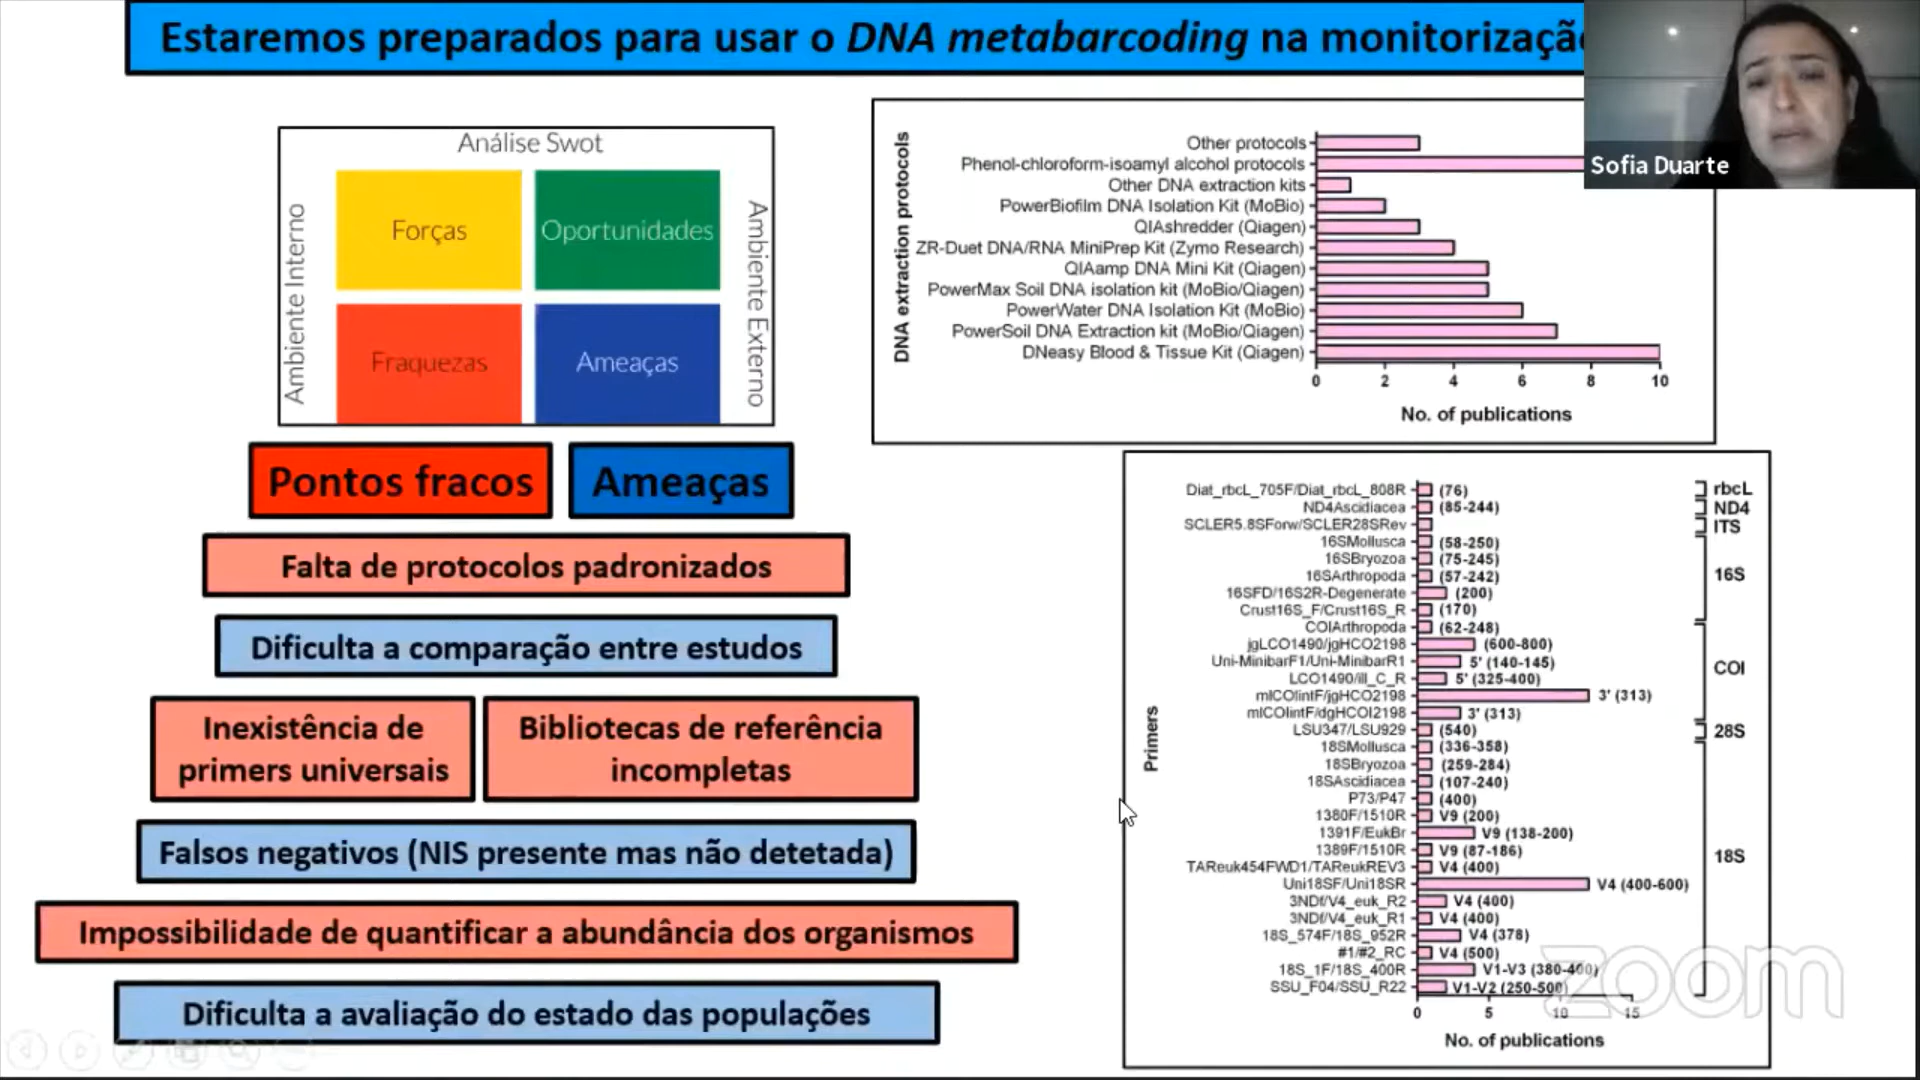 Estaremos preparados para usar o DNA metabarcoding na monitorização
Sofia Duarte
Análise Swot
Ambiente Interno
Forças
Oportunidades
Fraquezas
Ameaças
Ambiente Externo
Pontos fracos
Ameaças
Falta de protocolos padronizados
Dificulta a comparação entre estudos
Inexistência de
primers universais
Bibliotecas de referência
incompletas
Falsos negativos (NIS presente mas não detetada)
Impossibilidade de quantificar a abundância dos organismos
Dificulta a avaliação do estado das populações
DNA extraction protocols
Other protocols
Phenol-chloroform-isoamyl alcohol protocols
Other DNA extraction kits
PowerBiofilm DNA Isolation Kit (MoBio)
QIAshredder (Qiagen)
ZR-Duet DNA/RNA MiniPrep Kit (Zymo Research)
QIAamp DNA Mini Kit (Qiagen)
PowerMax Soil DNA isolation kit (MoBio/Qiagen)
PowerWater DNA Isolation Kit (MoBio)
PowerSoil DNA Extraction kit (MoBio/Qiagen)
DNeasy Blood & Tissue Kit (Qiagen)
0 2 4 6 8 10
No. of publications
Primers
Diat_rbcL_705F/Diat_rbcL_808R (76) rbcL
ND4Ascidiacea (85-244) ND4
SCLER5.8SForw/SCLER28SRev ITS
16SMollusca (58-250)
16SBryozoa (75-245)
16SArthropoda (57-242) 16S
16SFD/16S2R-Degenerate (200)
Crust16S_F/Crust16S_R (170)
COIArthropoda (62-248)
jgLCO1490/jgHCO2198 (600-800)
Uni-MinibarF1/Uni-MinibarR1 5' (140-145) COI
LCO1490/ill_C_R 5' (325-400)
mlCOIintF/jgHCO2198 3' (313)
mlCOIintF/dgHCOI2198 3' (313)
LSU347/LSU929 (540) 28S
18SMollusca (336-358)
18SBryozoa (259-284)
18SAscidiacea (107-240)
P73/P47 (400)
1380F/1510R V9 (200)
1391F/EukBr V9 (138-200)
1389F/1510R V9 (87-186) 18S
TAReuk454FWD1/TAReukREV3 V4 (400)
Uni18SF/Uni18SR V4 (400-600)
3NDf/V4_euk_R2 V4 (400)
3NDf/V4_euk_R1 V4 (400)
18S_574F/18S_952R V4 (378)
#1/#2_RC V4 (500)
18S_1F/18S_400R V1-V3 (380-400)
SSU_F04/SSU_R22 V1-V2 (250-500)
0 5 10 15
No. of publications
zoom